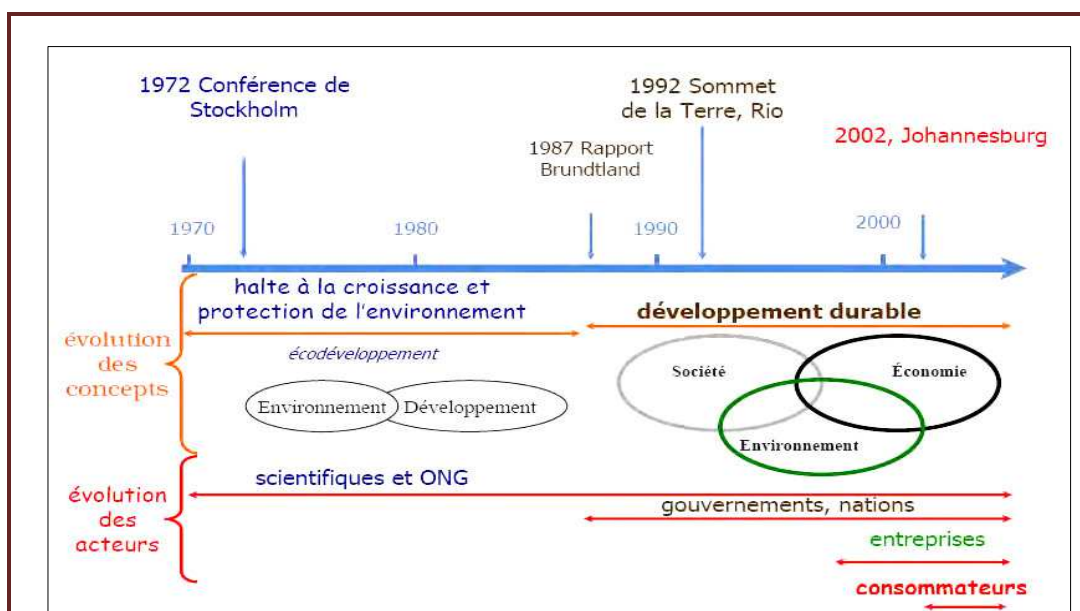 1972 Conférence de
Stockholm
1992 Sommet
de la Terre, Rio
1987 Rapport
Brundtland
2002, Johannesburg
1970
1980
1990
2000
halte à la croissance et
protection de l'environnement
développement durable
évolution
des
concepts
écodéveloppement
Environnement
Développement
Société
Économie
Environnement
scientifiques et ONG
évolution
des
acteurs
gouvernements, nations
entreprises
consommateurs